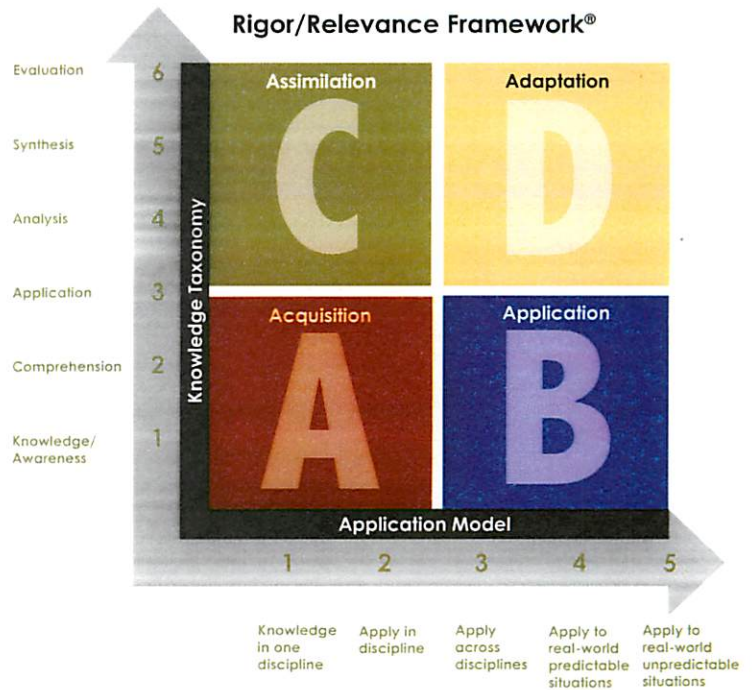 Rigor/Relevance Framework®
Evaluation
6
Synthesis
5
Analysis
4
Application
3
Comprehension
2
Knowledge/
Awareness
1
Knowledge Taxonomy
Assimilation
C
Adaptation
D
Acquisition
A
Application
B
Application Model
1
2
3
4
5
Knowledge
in one
discipline
Apply in
discipline
Apply
across
disciplines
Apply to
real-world
predictable
situations
Apply to
real-world
unpredictable
situations